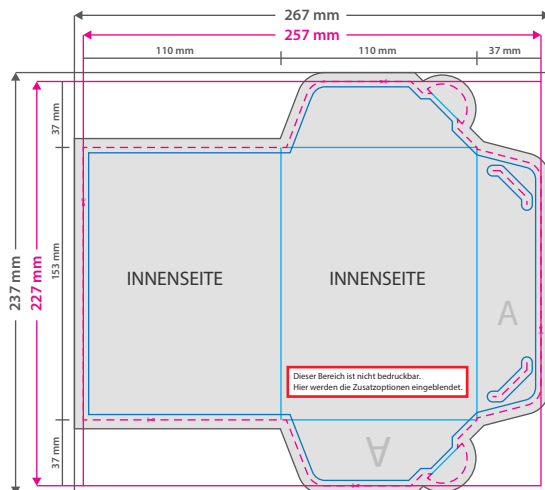 267 mm
257 mm
110 mm
110 mm
37 mm
237 mm
227 mm
37 mm
153 mm
37 mm
INNENSEITE
INNENSEITE
A
Dieser Bereich ist nicht bedruckbar.
Hier werden die Zusatzoptionen eingeblendet.
A